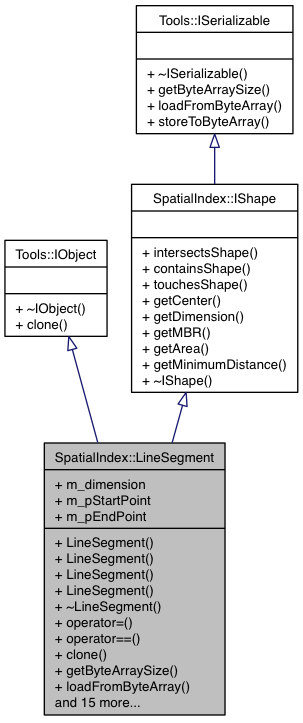 Tools::ISerializable
+ ~ISerializable()
+ getByteArraySize()
+ loadFromByteArray()
+ storeToByteArray()
SpatialIndex::IShape
+ intersectsShape()
+ containsShape()
+ touchesShape()
+ getCenter()
+ getDimension()
+ getMBR()
+ getArea()
+ getMinimumDistance()
+ ~IShape()
Tools::IObject
+ ~IObject()
+ clone()
SpatialIndex::LineSegment
+ m_dimension
+ m_pStartPoint
+ m_pEndPoint
+ LineSegment()
+ LineSegment()
+ LineSegment()
+ LineSegment()
+ ~LineSegment()
+ operator=()
+ operator==()
+ clone()
+ getByteArraySize()
+ loadFromByteArray()
and 15 more...